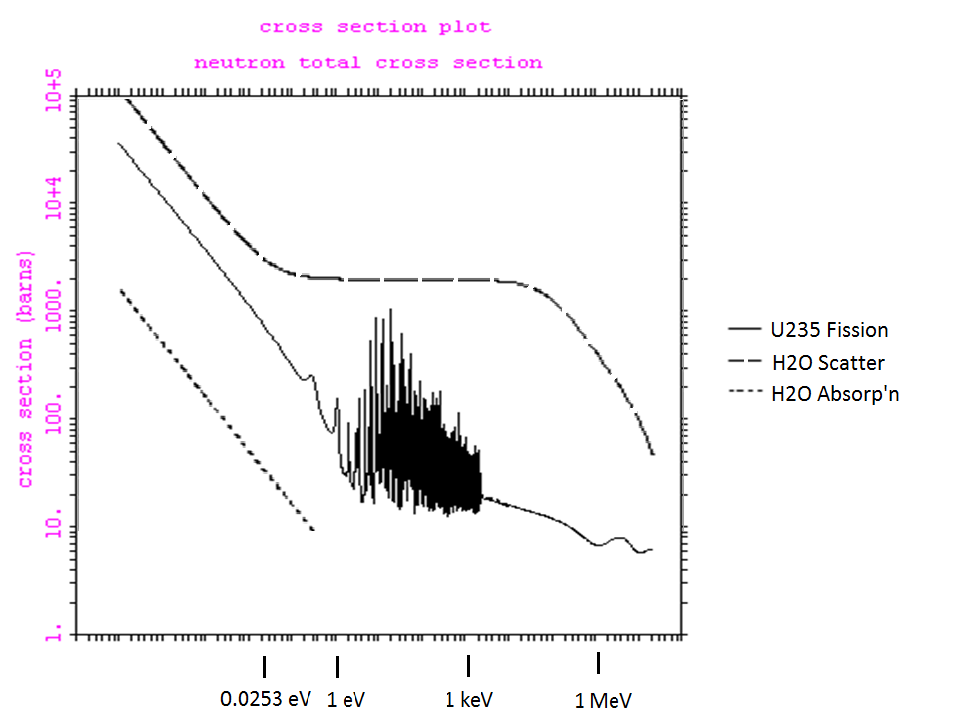 cross section plot
neutron total cross section
cross section (barns)
10+5
10+4
1000.
100.
10.
1.
0.0253 eV
1 eV
1 keV
1 MeV
U235 Fission
H2O Scatter
H2O Absorp'n